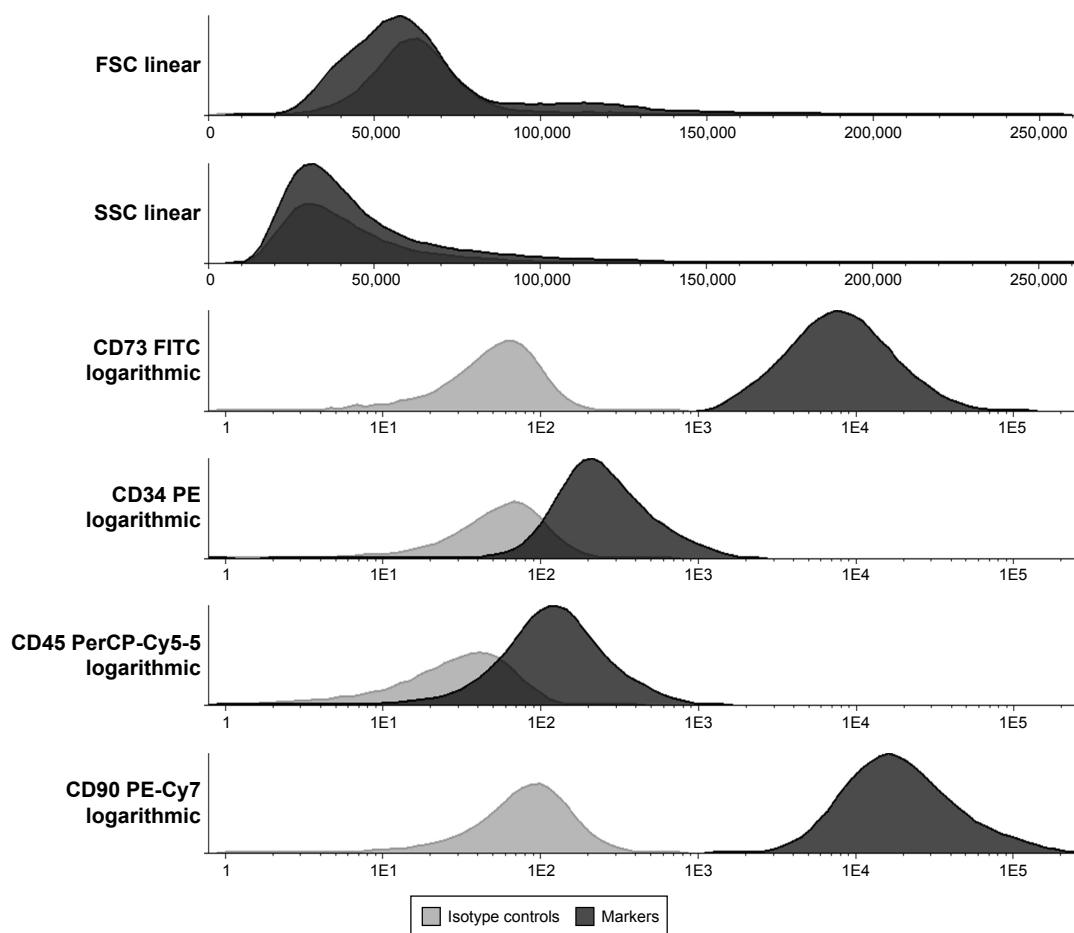 FSC linear
0 50,000 100,000 150,000 200,000 250,000
SSC linear
0 50,000 100,000 150,000 200,000 250,000
CD73 FITC
logarithmic
1 1E1 1E2 1E3 1E4 1E5
CD34 PE
logarithmic
1 1E1 1E2 1E3 1E4 1E5
CD45 PerCP-Cy5-5
logarithmic
1 1E1 1E2 1E3 1E4 1E5
CD90 PE-Cy7
logarithmic
1 1E1 1E2 1E3 1E4 1E5
Isotype controls Markers